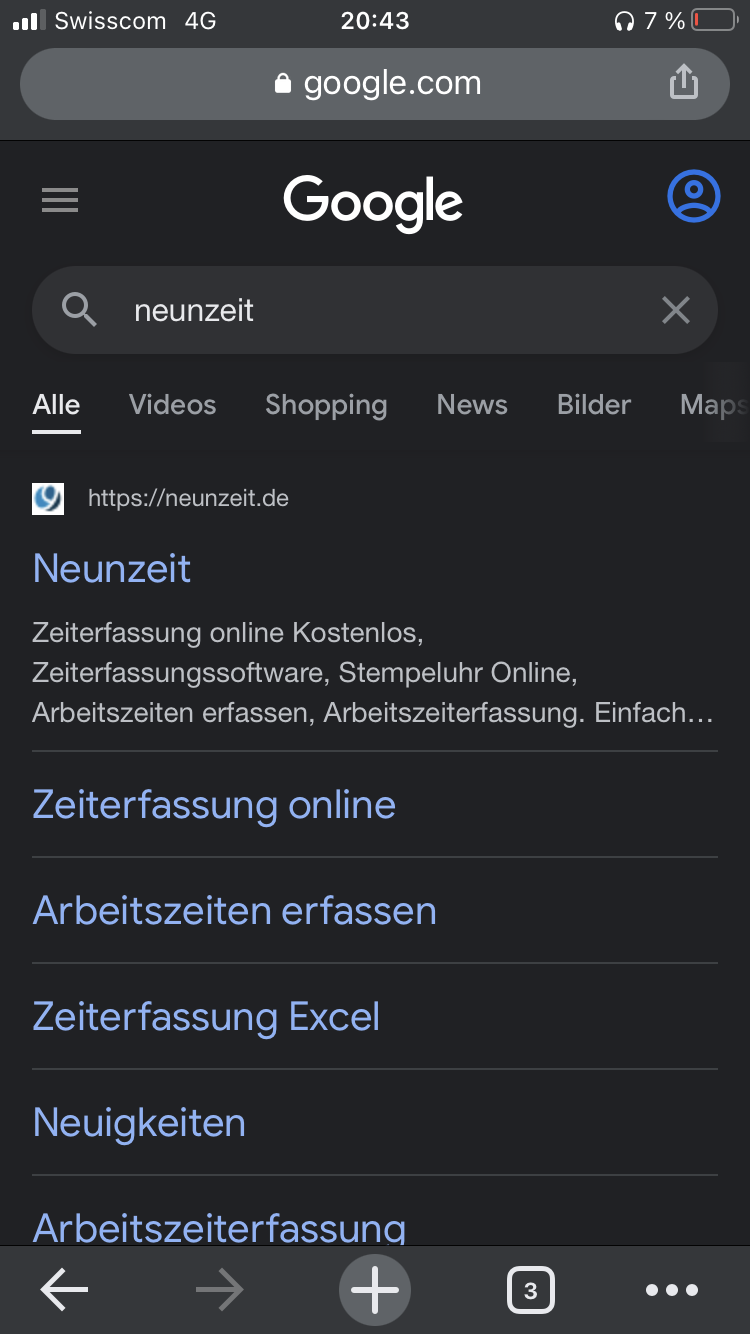 Swisscom 4G 20:43 7 %
google.com
Google
neunzeit
Alle Videos Shopping News Bilder Maps
https://neunzeit.de
Neunzeit
Zeiterfassung online Kostenlos,
Zeiterfassungssoftware, Stempeluhr Online,
Arbeitszeiten erfassen, Arbeitszeiterfassung. Einfach...
Zeiterfassung online
Arbeitszeiten erfassen
Zeiterfassung Excel
Neuigkeiten
Arbeitszeiterfassung
3